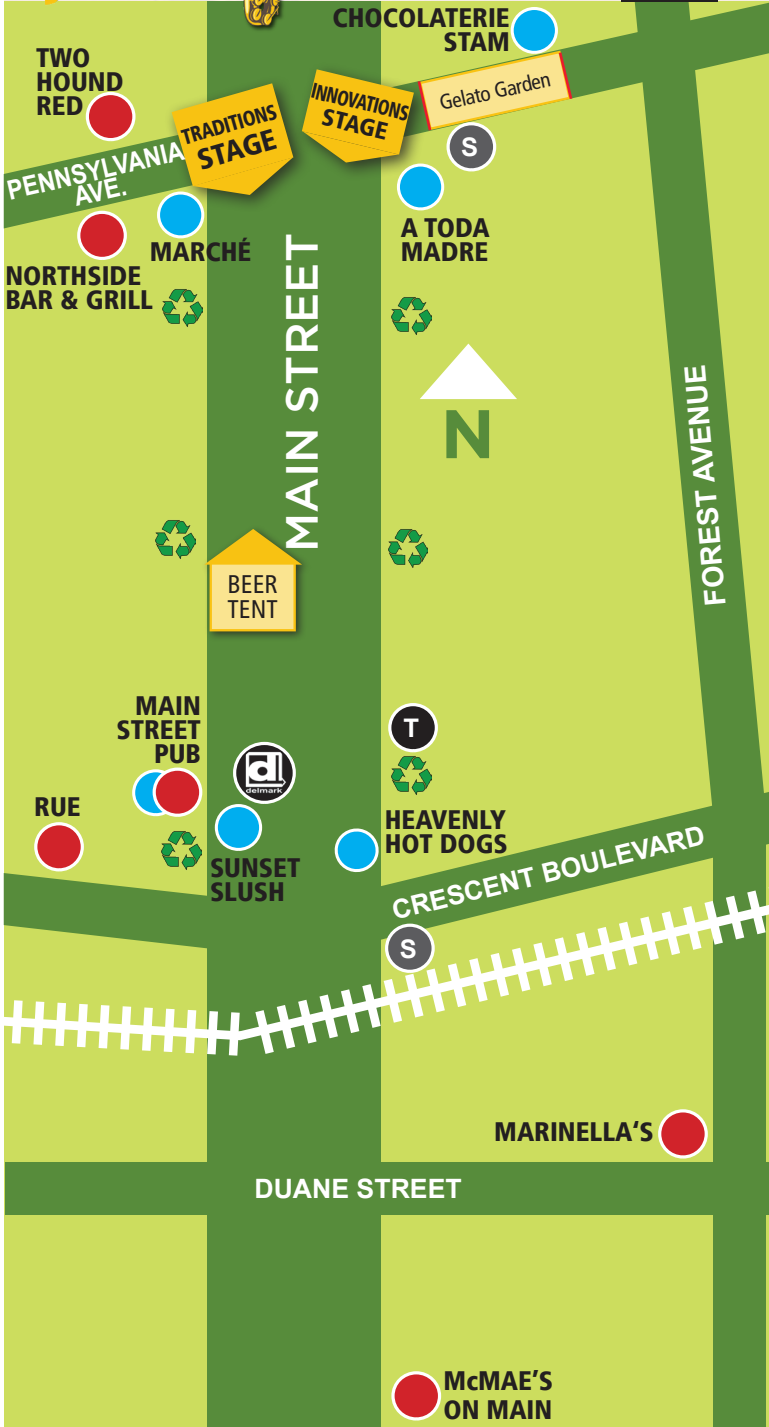 CHOCOLATERIE
STAM
TWO
HOUND
RED
TRADITIONS
STAGE
INNOVATIONS
STAGE
Gelato Garden
S
PENNSYLVANIA
AVE.
MARCHÉ
A TODA
MADRE
NORTHSIDE
BAR & GRILL
MAIN STREET
N
FOREST AVENUE
BEER
TENT
MAIN
STREET
PUB
T
d
delmark
RUE
SUNSET
SLUSH
HEAVENLY
HOT DOGS
CRESCENT BOULEVARD
S
MARINELLA‘S
DUANE STREET
McMAE'S
ON MAIN